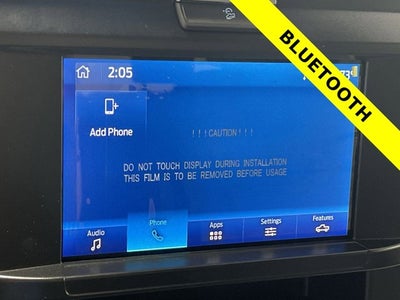 2:05
73
BLUETOOTH
Add Phone
!!!CAUTION!!!
DO NOT TOUCH DISPLAY DURING INSTALLATION
THIS FILM IS TO BE REMOVED BEFORE USAGE
Audio
Phone
Apps
Settings
Features